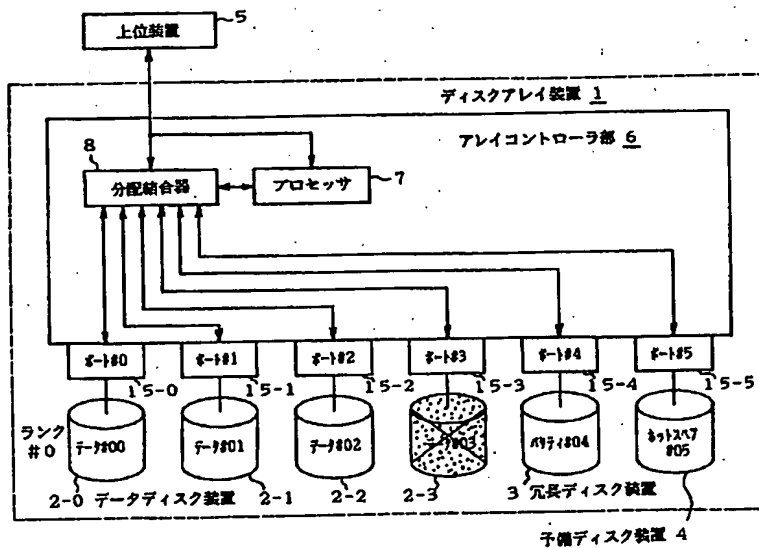 上位装置
5
ディスクアレイ装置 1
アレイコントローラ部 6
8
分配結合器
プロセッサ
7
ポート#0
ポート#1
ポート#2
ポート#3
ポート#4
ポート#5
15-0
15-1
15-2
15-3
15-4
15-5
ランク
#0
データ#00
データ#01
データ#02
データ#03
パリティ#04
ホットスペア
#05
2-0 データディスク装置
2-1
2-2
2-3
3 冗長ディスク装置
予備ディスク装置 4